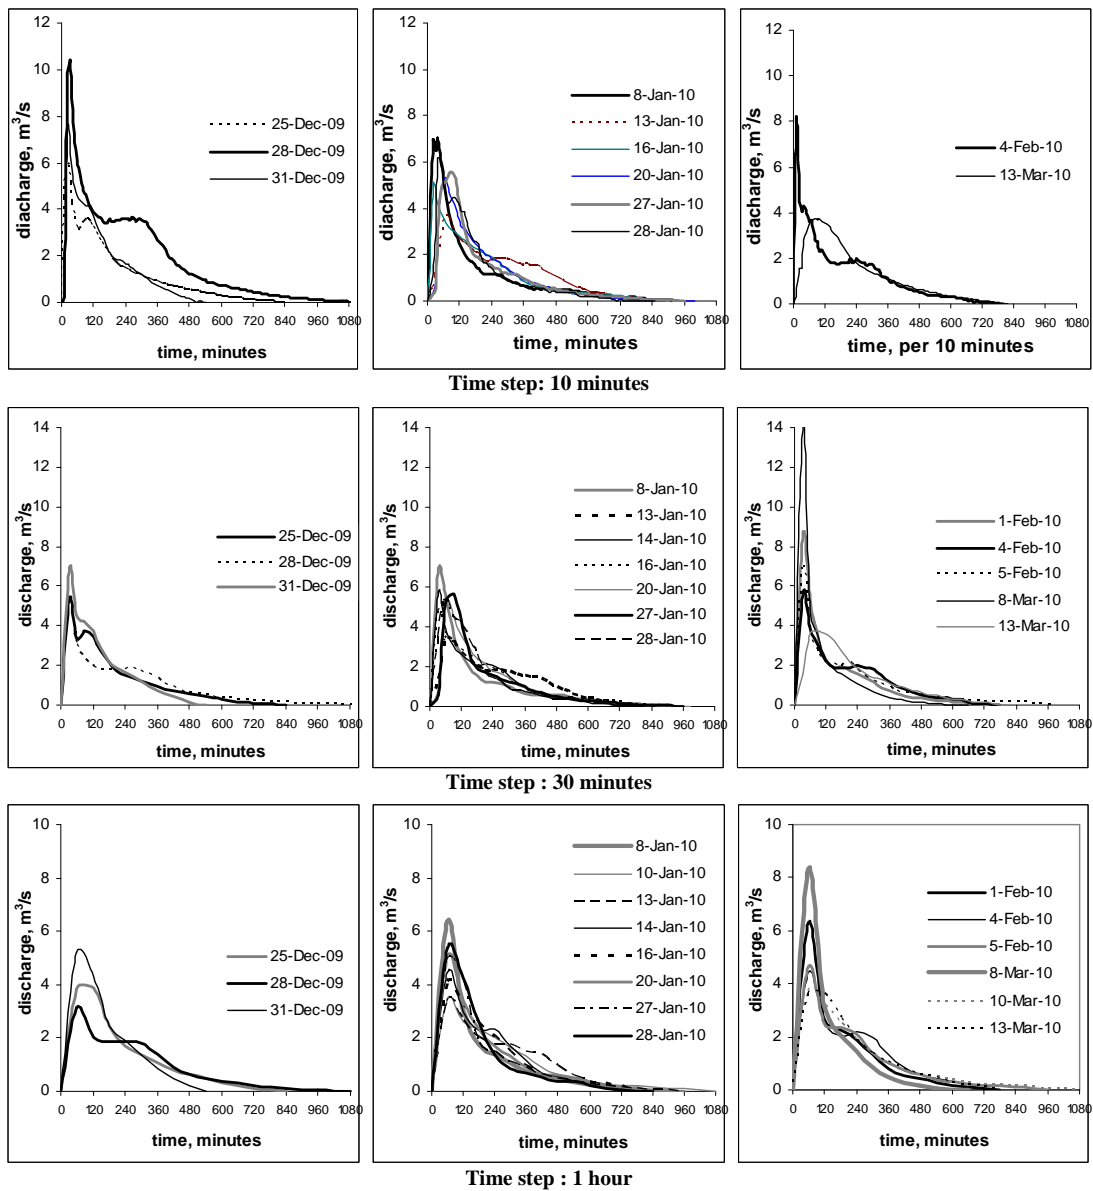 12
10
8
6
4
2
0
diacharge, m³/s
25-Dec-09
28-Dec-09
31-Dec-09
0 120 240 360 480 600 720 840 960 1080
time, minutes
12
10
8
6
4
2
0
diacharge, m³/s
8-Jan-10
13-Jan-10
16-Jan-10
20-Jan-10
27-Jan-10
28-Jan-10
0 120 240 360 480 600 720 840 960 1080
time, minutes
12
10
8
6
4
2
0
discharge, m³/s
4-Feb-10
13-Mar-10
0 120 240 360 480 600 720 840 960 1080
time, per 10 minutes
Time step: 10 minutes
14
12
10
8
6
4
2
0
discharge, m³/s
25-Dec-09
28-Dec-09
31-Dec-09
0 120 240 360 480 600 720 840 960 1080
time, minutes
14
12
10
8
6
4
2
0
discharge, m³/s
8-Jan-10
13-Jan-10
14-Jan-10
16-Jan-10
20-Jan-10
27-Jan-10
28-Jan-10
0 120 240 360 480 600 720 840 960 1080
time, minutes
14
12
10
8
6
4
2
0
discharge, m³/s
1-Feb-10
4-Feb-10
5-Feb-10
8-Mar-10
13-Mar-10
0 120 240 360 480 600 720 840 960 1080
time, minutes
Time step : 30 minutes
10
8
6
4
2
0
discharge, m³/s
25-Dec-09
28-Dec-09
31-Dec-09
0 120 240 360 480 600 720 840 960 1080
time, minutes
10
8
6
4
2
0
discharge, m³/s
8-Jan-10
10-Jan-10
13-Jan-10
14-Jan-10
16-Jan-10
20-Jan-10
27-Jan-10
28-Jan-10
0 120 240 360 480 600 720 840 960 1080
time, minutes
10
8
6
4
2
0
discharge, m³/s
1-Feb-10
4-Feb-10
5-Feb-10
8-Mar-10
10-Mar-10
13-Mar-10
0 120 240 360 480 600 720 840 960 1080
time, minutes
Time step : 1 hour